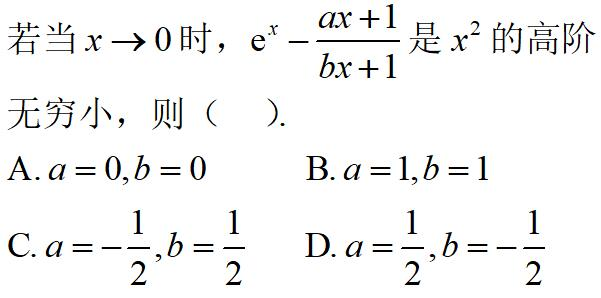 若当 x → 0 时，e^x − (ax+1)/(bx+1) 是 x² 的高阶
无穷小，则（　）.
A. a = 0, b = 0　　B. a = 1, b = 1
C. a = −1/2, b = 1/2　　D. a = 1/2, b = −1/2